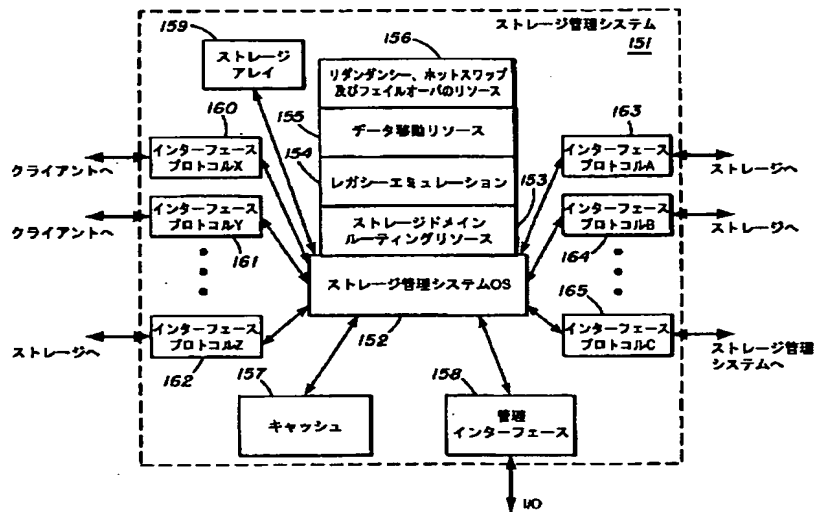 ストレージ管理システム
151
159
ストレージ
アレイ
156
リダンダンシー、ホットスワップ
及びフェイルオーバのリソース
155
データ移動リソース
154
レガシーエミュレーション
153
ストレージドメイン
ルーティングリソース
160
インターフェース
プロトコルX
クライアントへ
インターフェース
プロトコルY
161
クライアントへ
インターフェース
プロトコルZ
162
ストレージへ
163
インターフェース
プロトコルA
ストレージへ
インターフェース
プロトコルB
164
ストレージへ
165
インターフェース
プロトコルC
ストレージ管理
システムへ
ストレージ管理システムOS
152
157
キャッシュ
158
管理
インターフェース
I/O